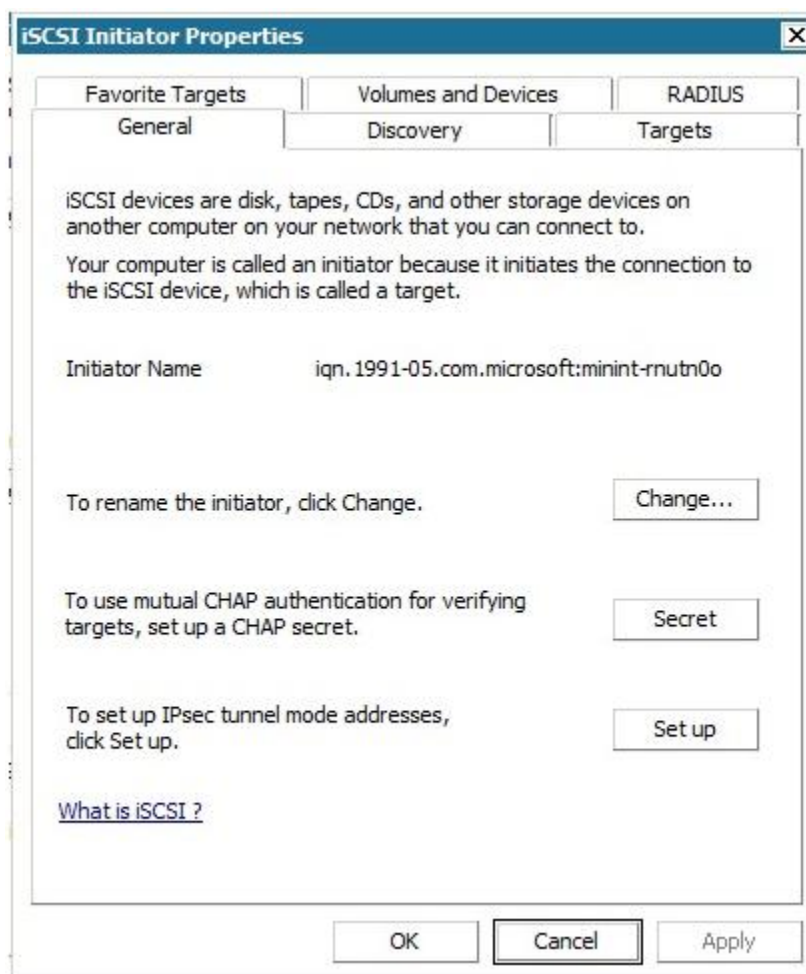 iSCSI Initiator Properties
Favorite Targets
Volumes and Devices
RADIUS
General
Discovery
Targets
iSCSI devices are disk, tapes, CDs, and other storage devices on
another computer on your network that you can connect to.
Your computer is called an initiator because it initiates the connection to
the iSCSI device, which is called a target.
Initiator Name iqn.1991-05.com.microsoft:minint-rnutn0o
To rename the initiator, click Change.
Change...
To use mutual CHAP authentication for verifying
targets, set up a CHAP secret.
Secret
To set up IPsec tunnel mode addresses,
click Set up.
Set up
What is iSCSI ?
OK
Cancel
Apply